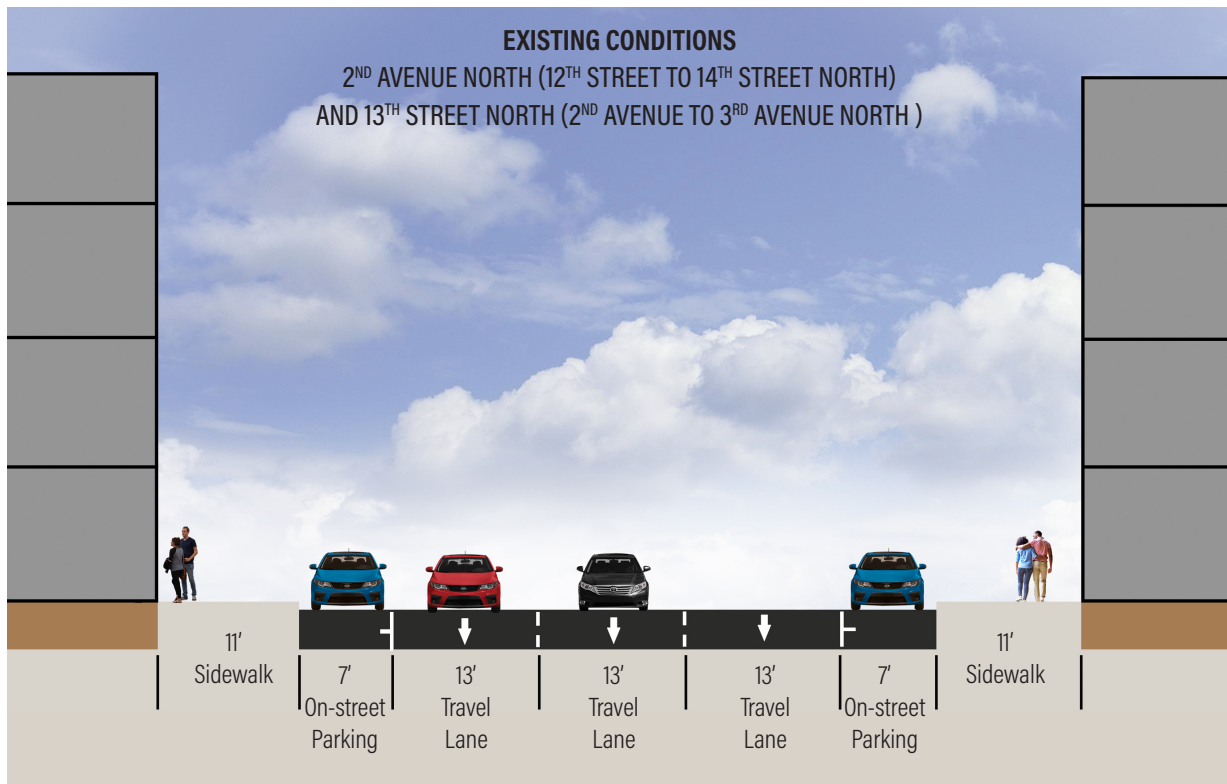 EXISTING CONDITIONS
2ND AVENUE NORTH (12TH STREET TO 14TH STREET NORTH)
AND 13TH STREET NORTH (2ND AVENUE TO 3RD AVENUE NORTH )
11'
Sidewalk
7'
On-street
Parking
13'
Travel
Lane
13'
Travel
Lane
13'
Travel
Lane
7'
On-street
Parking
11'
Sidewalk